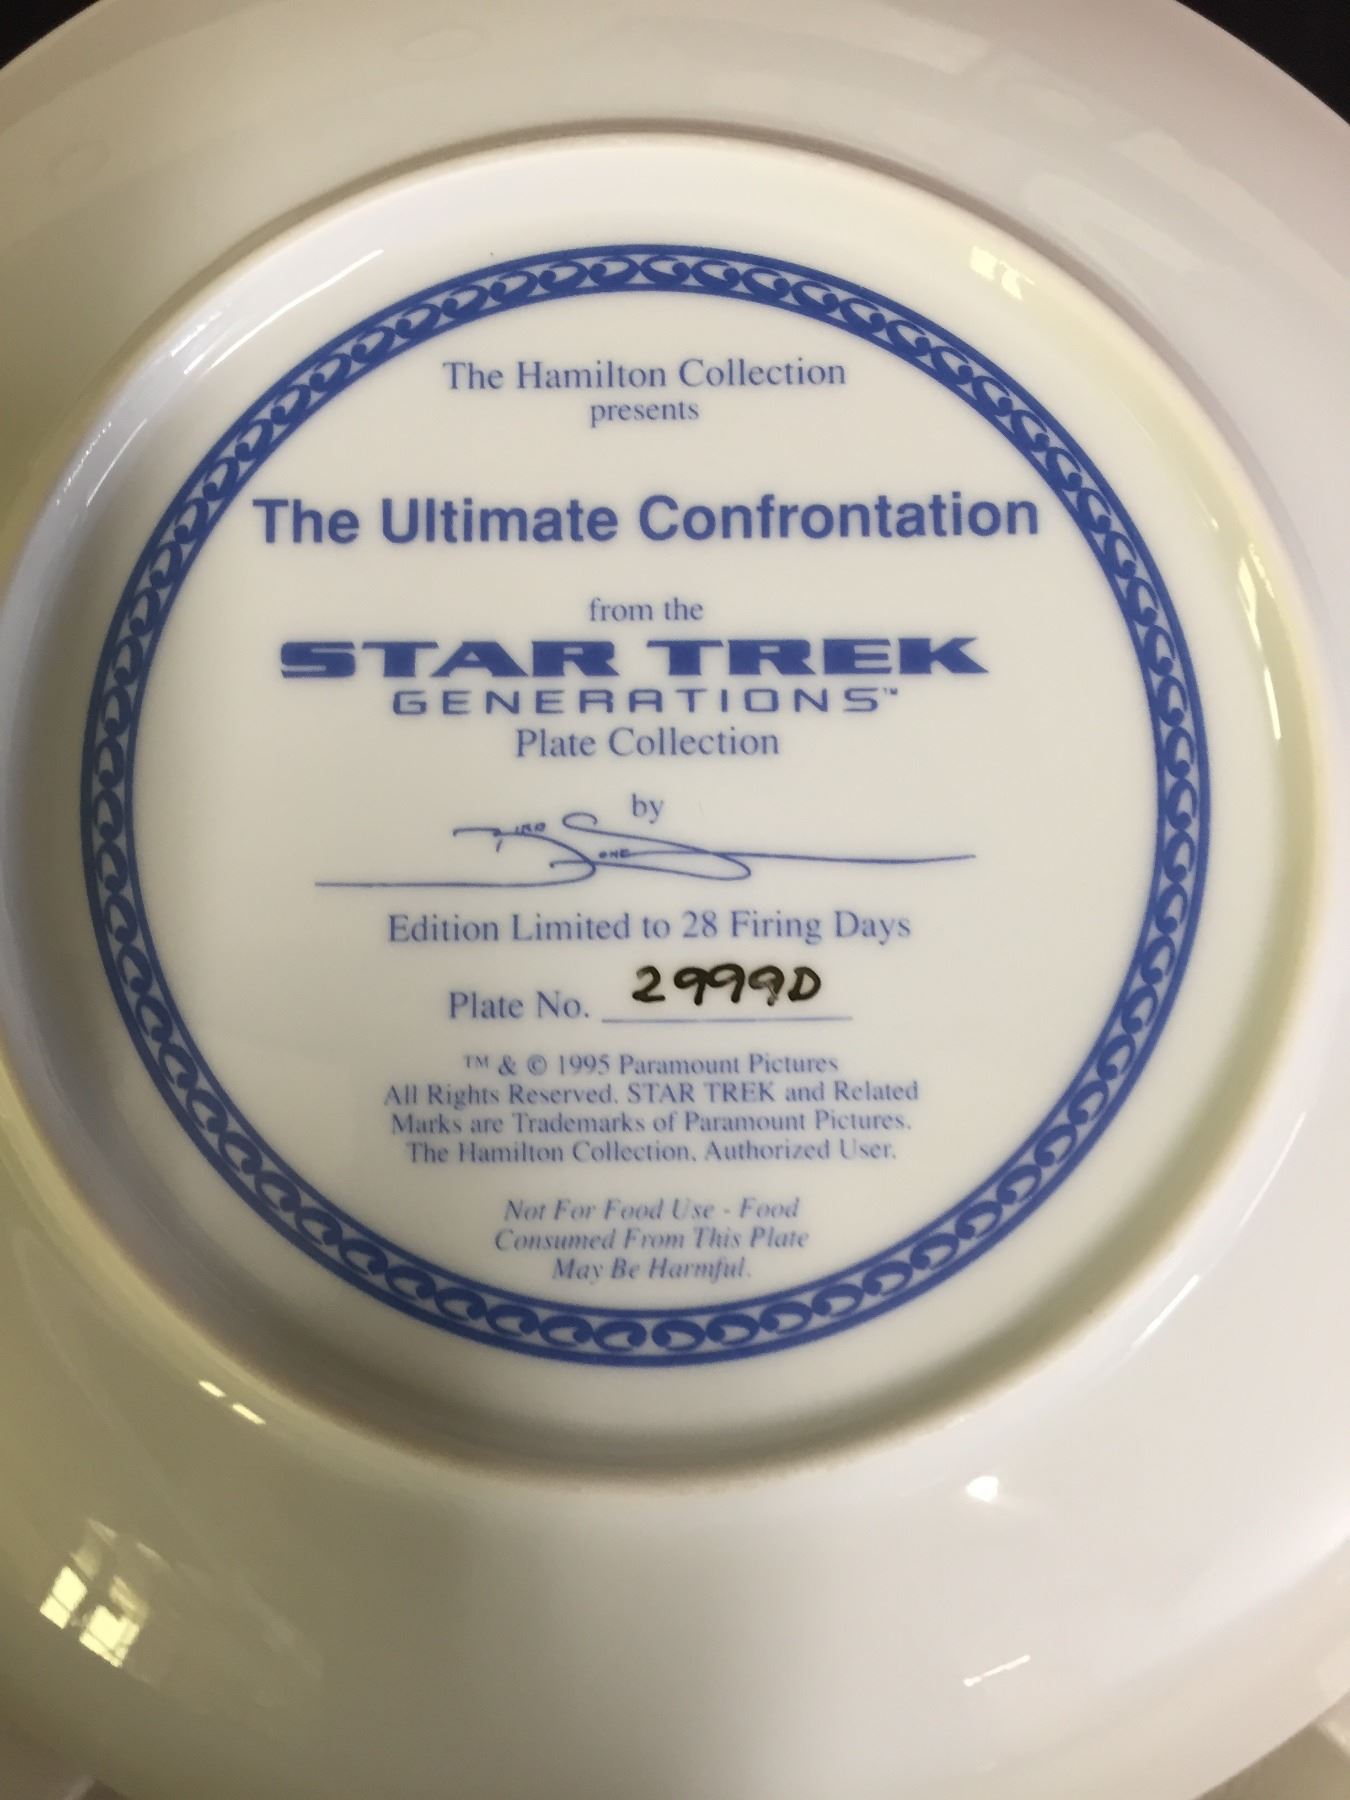 The Hamilton Collection
presents
The Ultimate Confrontation
from the
STAR TREK
GENERATIONS™
Plate Collection
by
Edition Limited to 28 Firing Days
Plate No. 2999D
TM & © 1995 Paramount Pictures
All Rights Reserved. STAR TREK and Related
Marks are Trademarks of Paramount Pictures.
The Hamilton Collection, Authorized User.
Not For Food Use - Food
Consumed From This Plate
May Be Harmful.